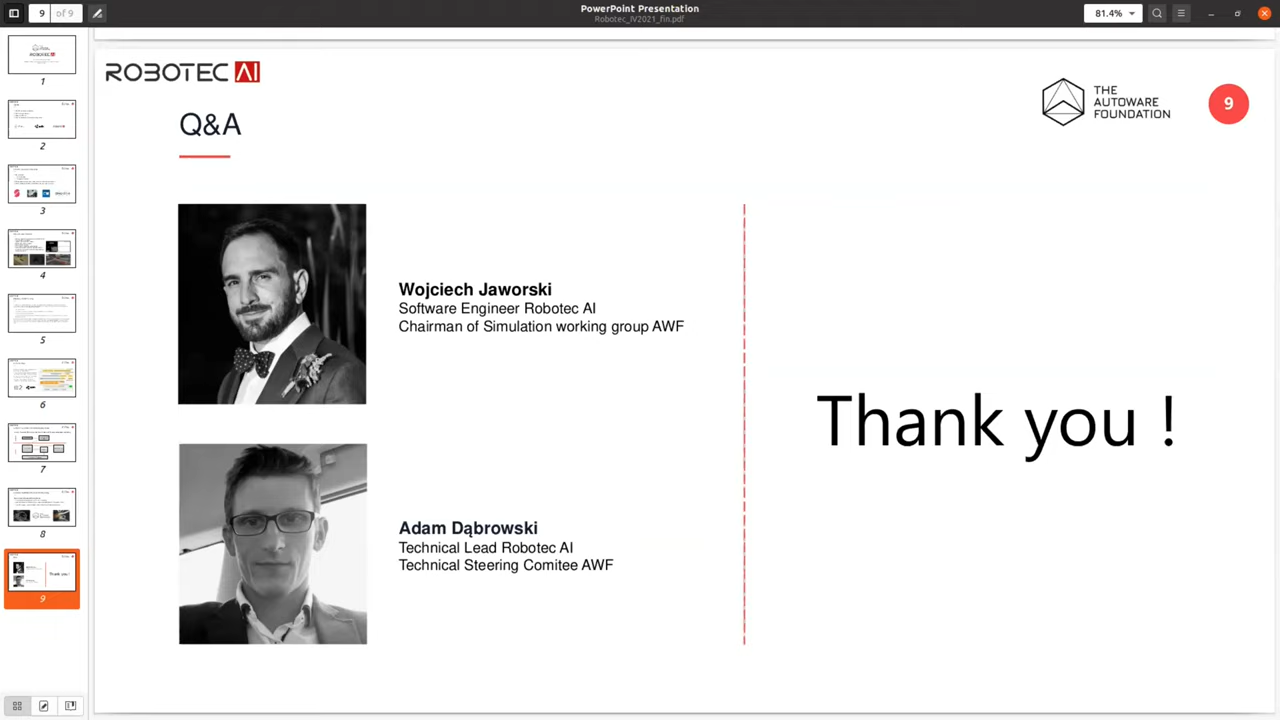 9 of 9
PowerPoint Presentation
Robotec_IV2021_fin.pdf
81.4%
1
2
3
4
5
6
7
8
9
Thank you !
ROBOTEC AI
THE
AUTOWARE
FOUNDATION
9
Q&A
Wojciech Jaworski
Software Engineer Robotec AI
Chairman of Simulation working group AWF
Adam Dąbrowski
Technical Lead Robotec AI
Technical Steering Comitee AWF
Thank you !